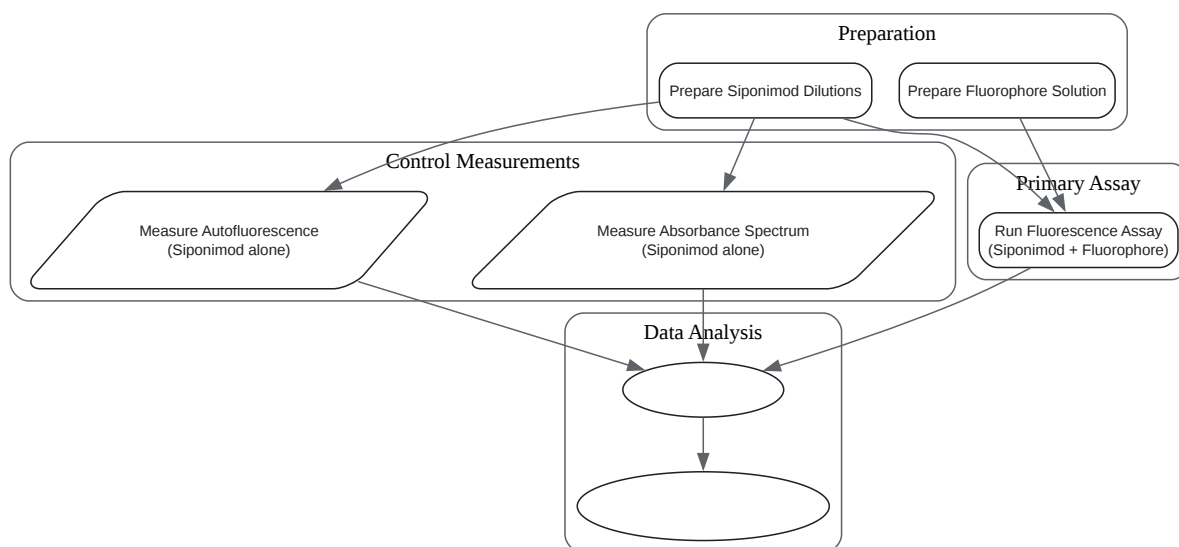 Preparation
Prepare Siponimod Dilutions
Prepare Fluorophore Solution
Control Measurements
Measure Autofluorescence
(Siponimod alone)
Measure Absorbance Spectrum
(Siponimod alone)
Primary Assay
Run Fluorescence Assay
(Siponimod + Fluorophore)
Data Analysis